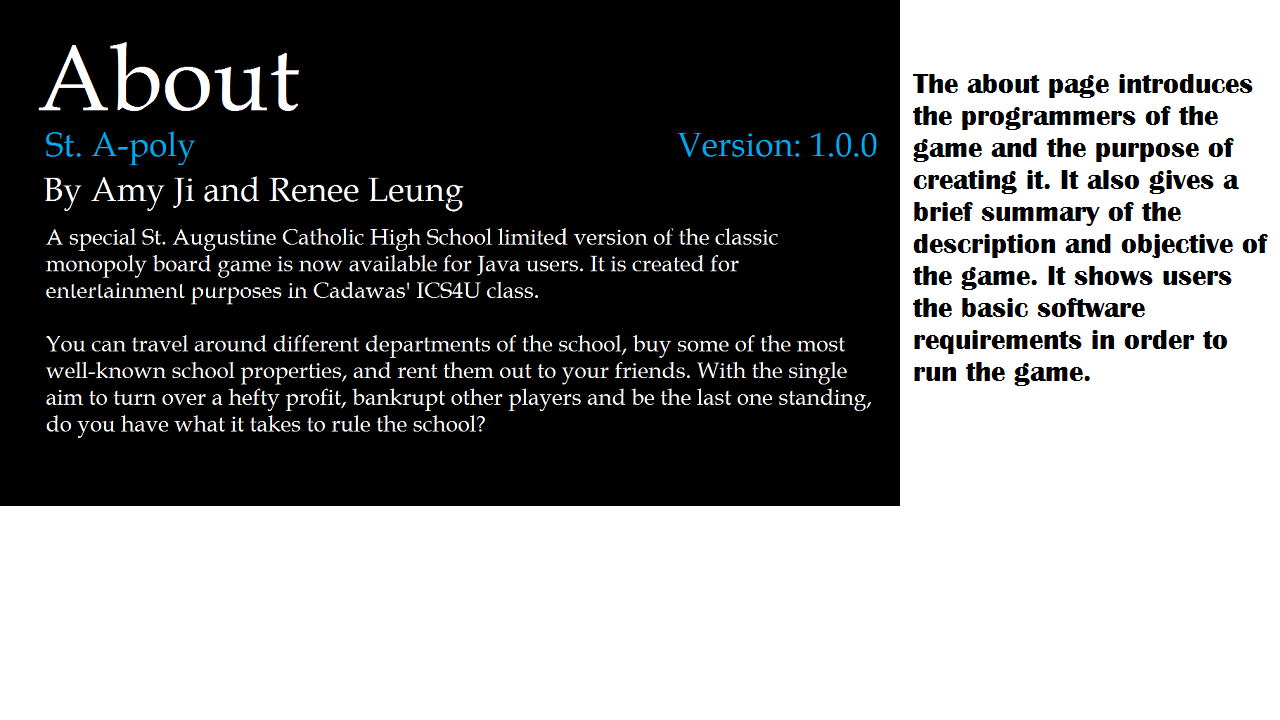 About
St. A-poly
Version: 1.0.0
By Amy Ji and Renee Leung
A special St. Augustine Catholic High School limited version of the classic
monopoly board game is now available for Java users. It is created for
entertainment purposes in Cadawas' ICS4U class.
You can travel around different departments of the school, buy some of the most
well-known school properties, and rent them out to your friends. With the single
aim to turn over a hefty profit, bankrupt other players and be the last one standing,
do you have what it takes to rule the school?
The about page introduces
the programmers of the
game and the purpose of
creating it. It also gives a
brief summary of the
description and objective of
the game. It shows users
the basic software
requirements in order to
run the game.